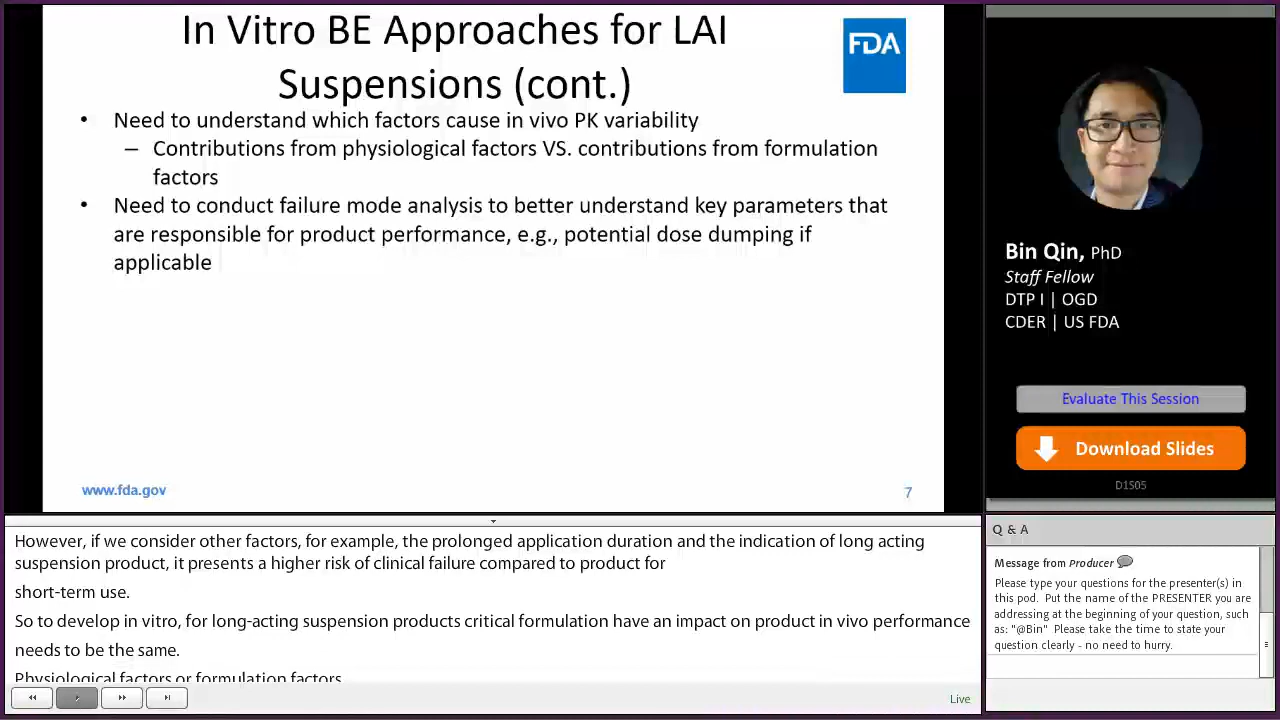 In Vitro BE Approaches for LAI
Suspensions (cont.)
FDA
• Need to understand which factors cause in vivo PK variability
– Contributions from physiological factors VS. contributions from formulation
factors
• Need to conduct failure mode analysis to better understand key parameters that
are responsible for product performance, e.g., potential dose dumping if
applicable
www.fda.gov
7
Bin Qin, PhD
Staff Fellow
DTP I | OGD
CDER | US FDA
Evaluate This Session
Download Slides
D1S05
However, if we consider other factors, for example, the prolonged application duration and the indication of long acting
suspension product, it presents a higher risk of clinical failure compared to product for
short-term use.
So to develop in vitro, for long-acting suspension products critical formulation have an impact on product in vivo performance
needs to be the same.
Physiological factors or formulation factors
Live
Q & A
Message from Producer
Please type your questions for the presenter(s) in
this pod. Put the name of the PRESENTER you are
addressing at the beginning of your question, such
as: "@Bin" Please take the time to state your
question clearly - no need to hurry.